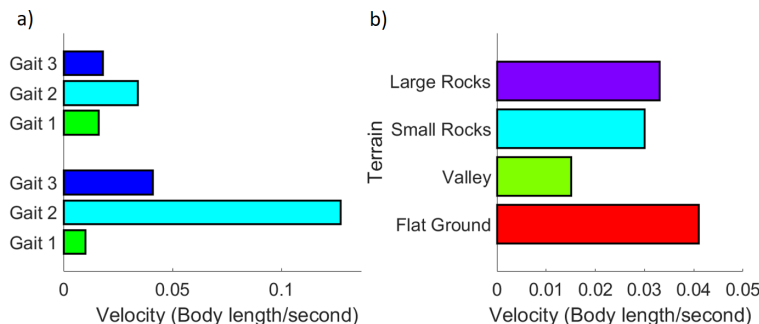 a)
Gait 3
Gait 2
Gait 1
Gait 3
Gait 2
Gait 1
0
0.05
0.1
Velocity (Body length/second)
b)
Terrain
Large Rocks
Small Rocks
Valley
Flat Ground
0
0.01
0.02
0.03
0.04
0.05
Velocity (Body length/second)